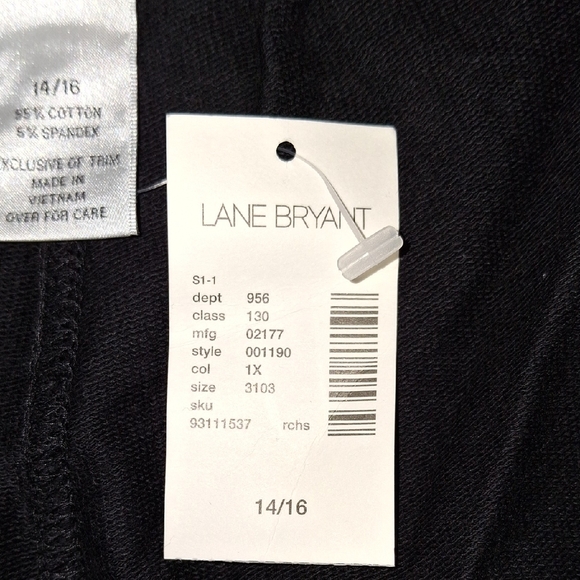 14/16
95% COTTON
5% SPANDEX
XCLUSIVE OF TRIM
MADE IN
VIETNAM
OVER FOR CARE
LANE BRYANT
S1-1
dept 956
class 130
mfg 02177
style 001190
col 1X
size 3103
sku
93111537 rchs
14/16